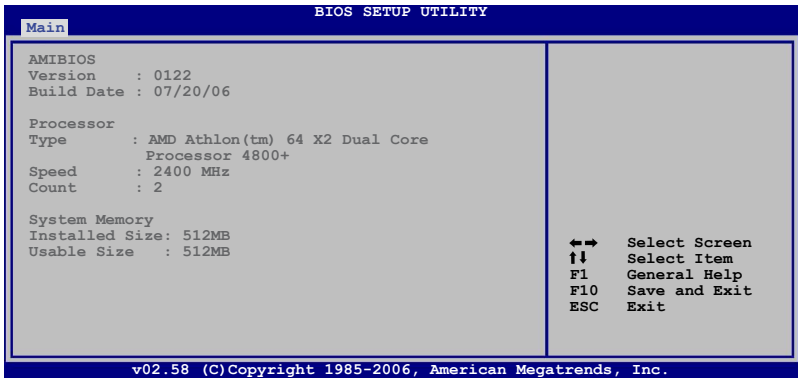 BIOS SETUP UTILITY
Main
AMIBIOS
Version : 0122
Build Date : 07/20/06
Processor
Type : AMD Athlon(tm) 64 X2 Dual Core
Processor 4800+
Speed : 2400 MHz
Count : 2
System Memory
Installed Size: 512MB
Usable Size : 512MB
←→ Select Screen
↑↓ Select Item
F1 General Help
F10 Save and Exit
ESC Exit
v02.58 (C)Copyright 1985-2006, American Megatrends, Inc.